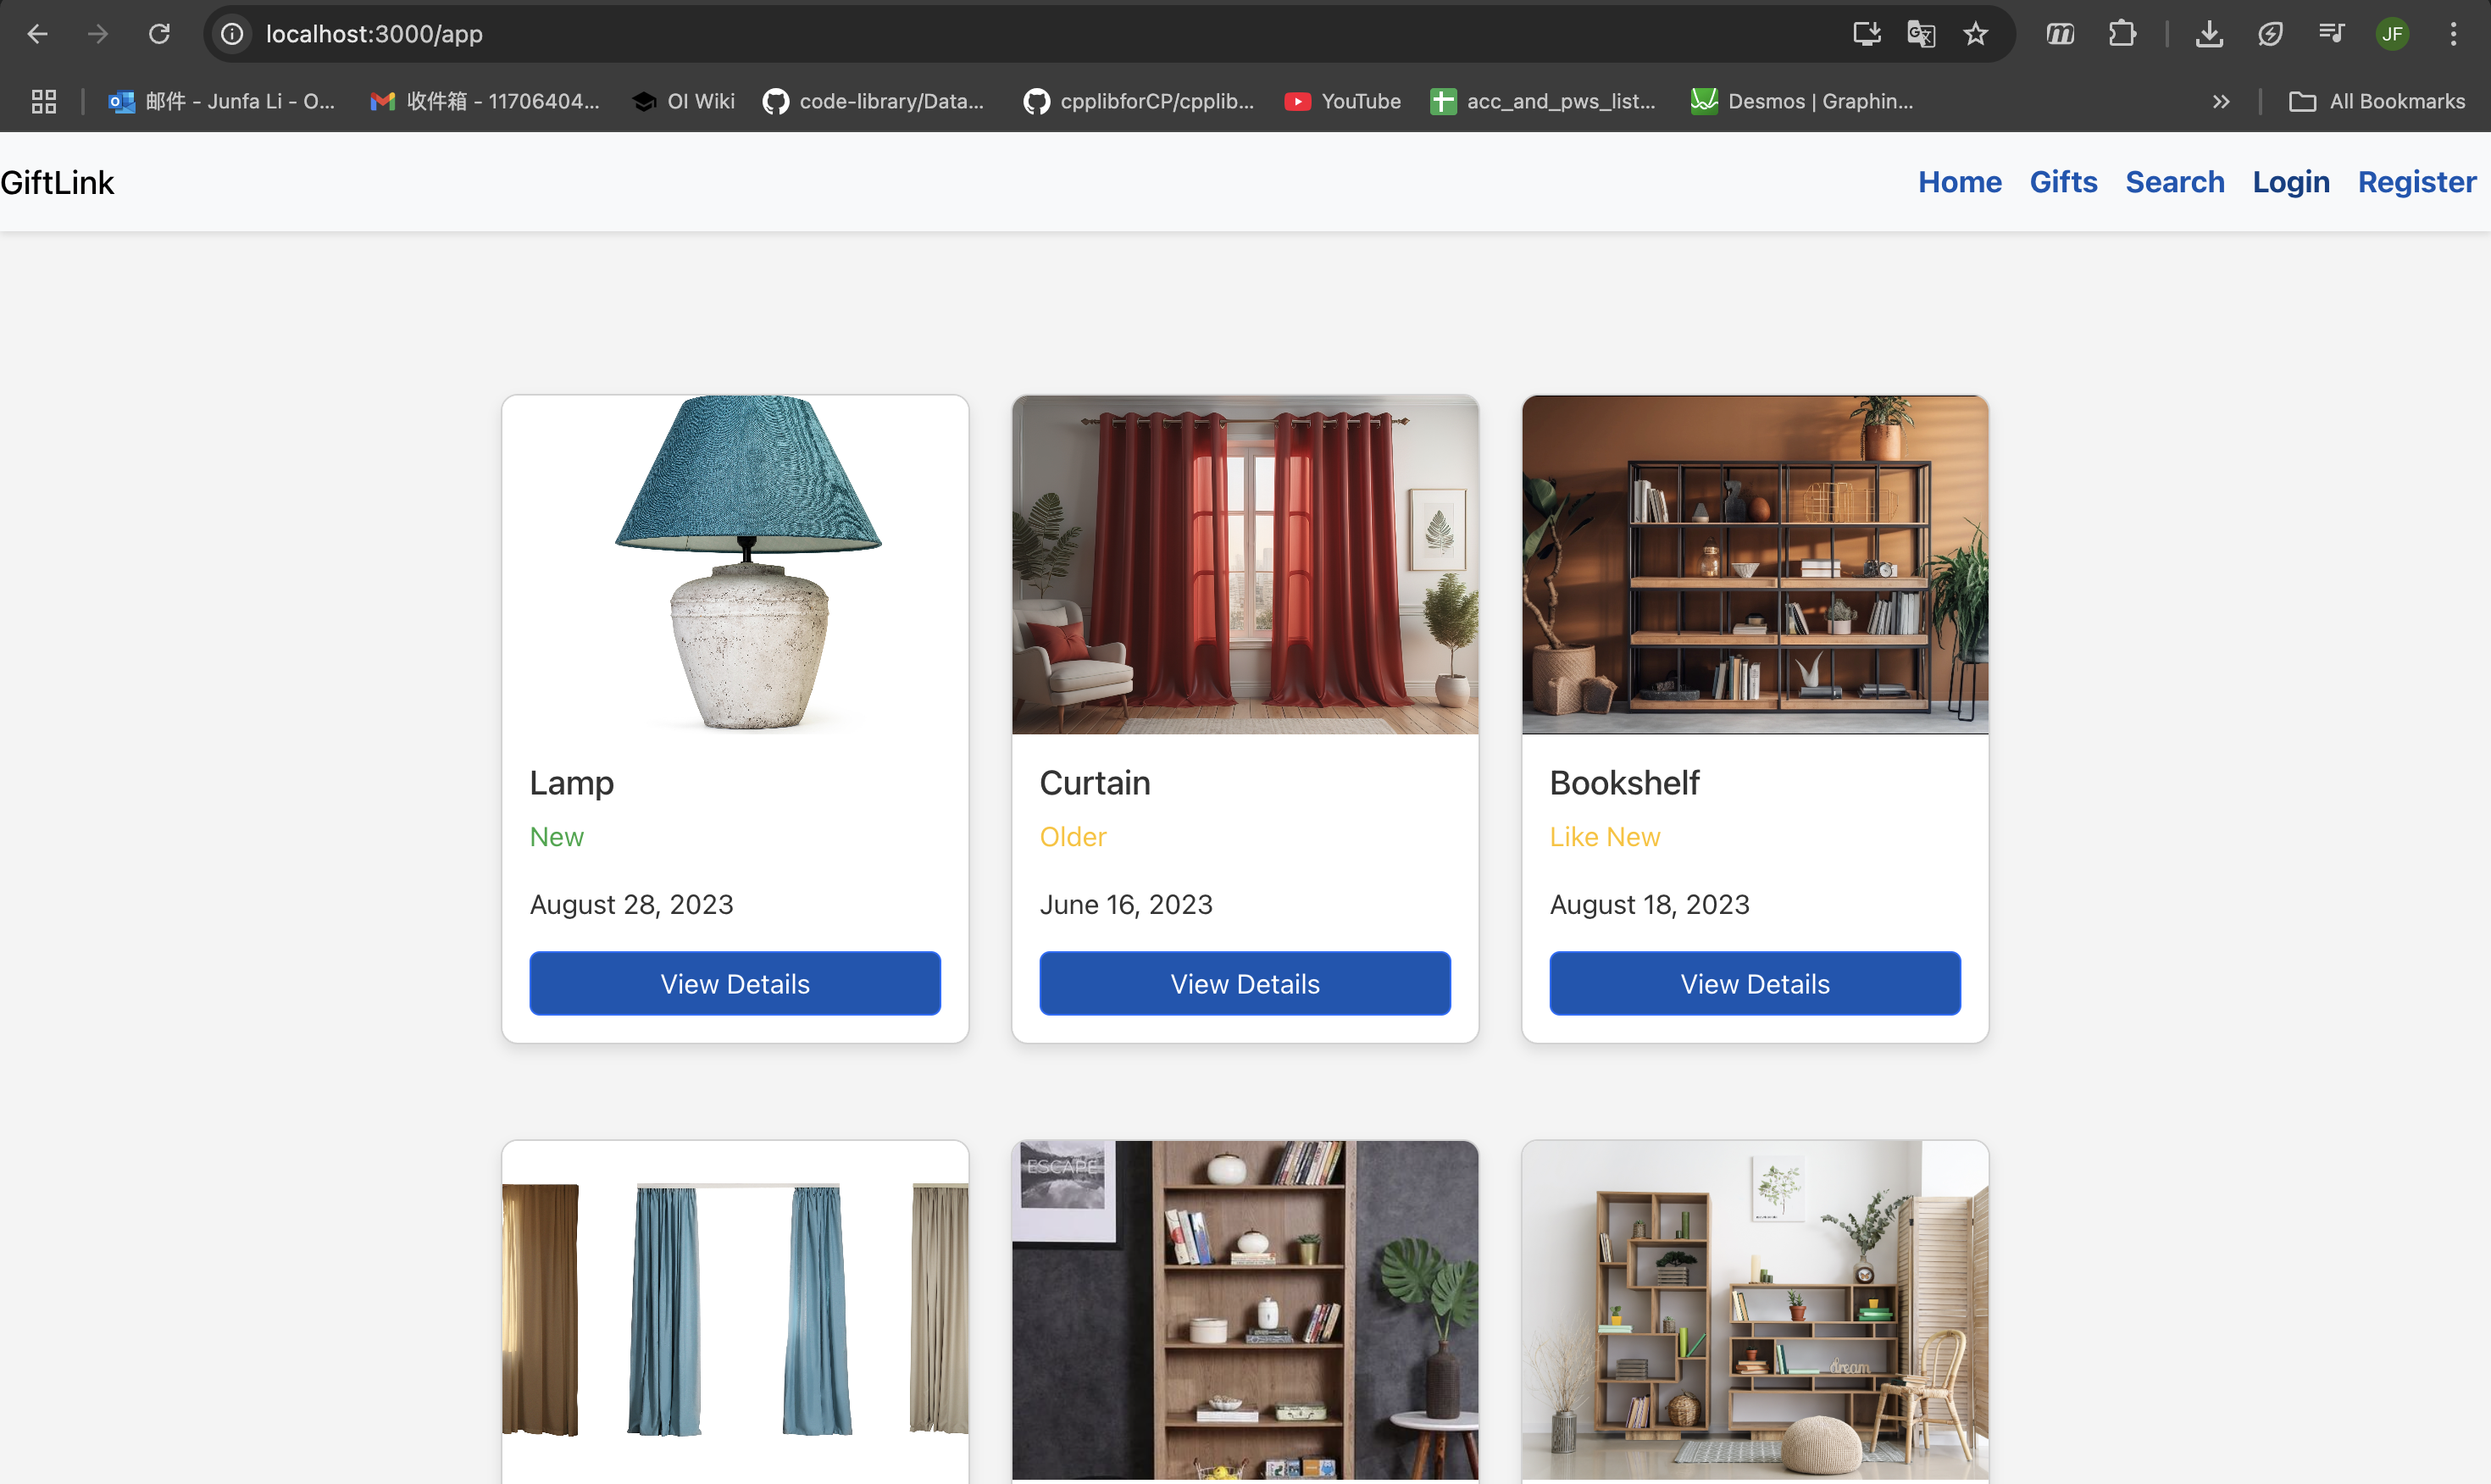 localhost:3000/app
JF
邮件 - Junfa Li - O...
收件箱 - 11706404...
OI Wiki
code-library/Data...
cpplibforCP/cpplib...
YouTube
acc_and_pws_list...
Desmos | Graphin...
All Bookmarks
GiftLink
Home
Gifts
Search
Login
Register
Lamp
New
August 28, 2023
View Details
Curtain
Older
June 16, 2023
View Details
Bookshelf
Like New
August 18, 2023
View Details
ESCAPE
dream